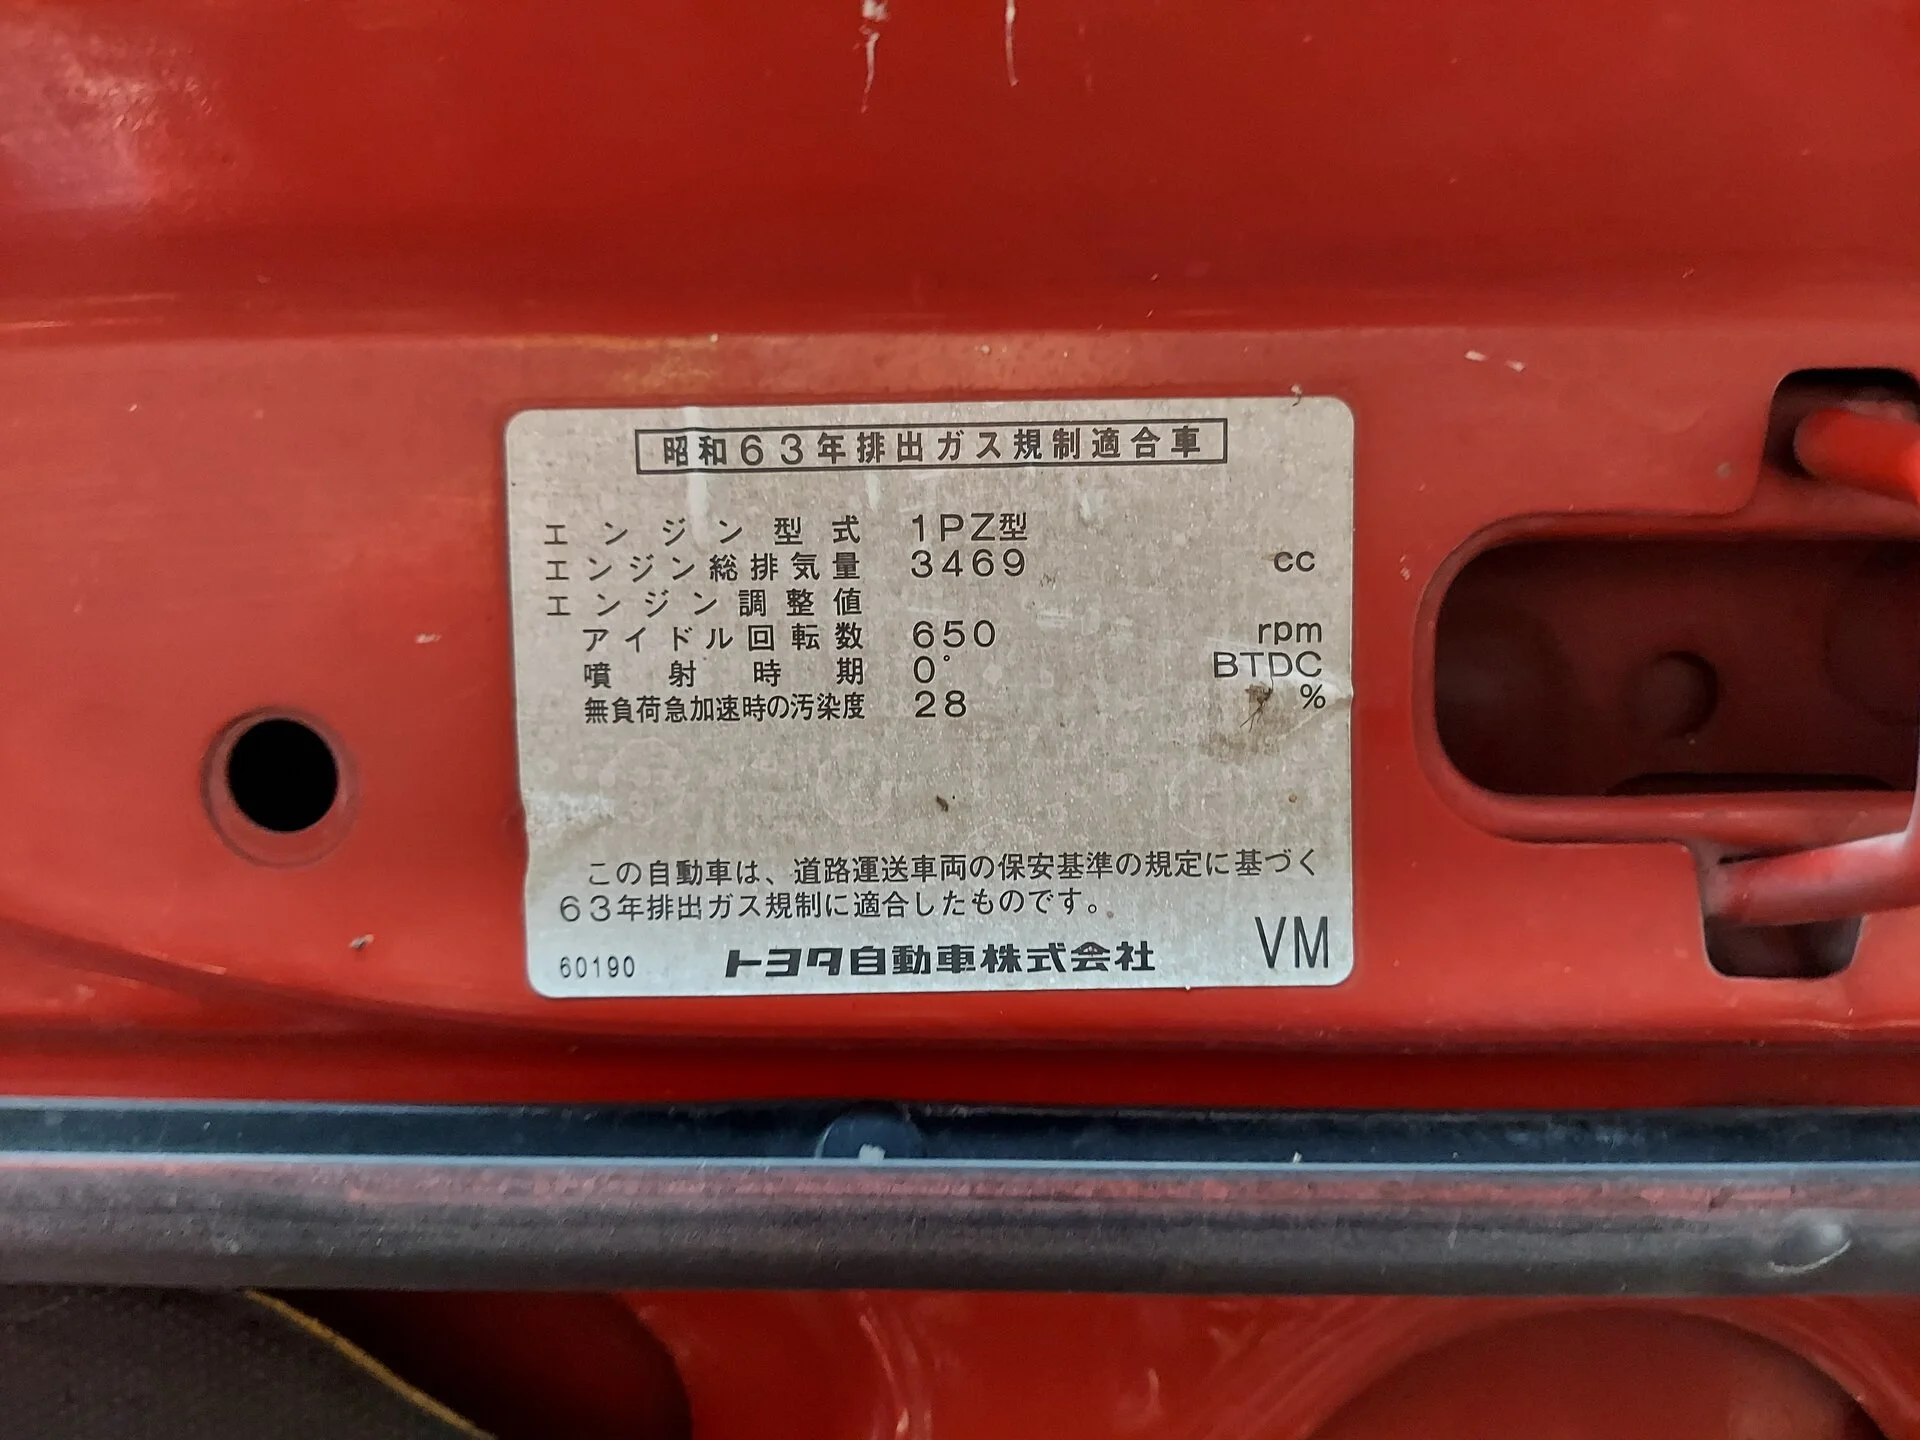 昭和63年排出ガス規制適合車
エンジン型式 1PZ型
エンジン総排気量 3469 cc
エンジン調整値
アイドル回転数 650 rpm
噴射時期 0° BTDC
無負荷急加速時の汚染度 28 %
この自動車は、道路運送車両の保安基準の規定に基づく
63年排出ガス規制に適合したものです。
60190 トヨタ自動車株式会社 VM